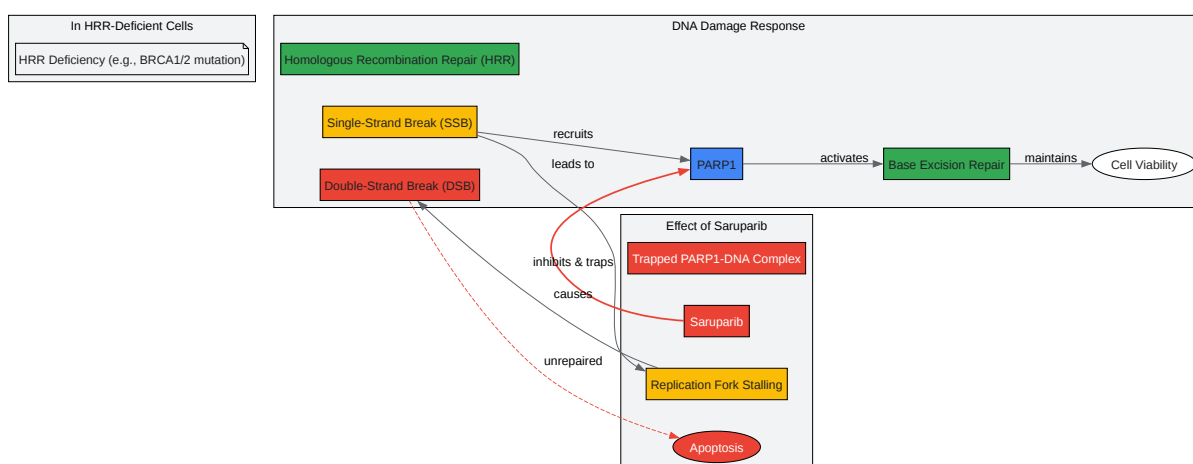 In HRR-Deficient Cells
HRR Deficiency (e.g., BRCA1/2 mutation)
DNA Damage Response
Homologous Recombination Repair (HRR)
Single-Strand Break (SSB)
recruits
leads to
PARP1
activates
Base Excision Repair
maintains
Cell Viability
Double-Strand Break (DSB)
Effect of Saruparib
Trapped PARP1-DNA Complex
inhibits & traps
causes
Saruparib
unrepaired
Replication Fork Stalling
Apoptosis